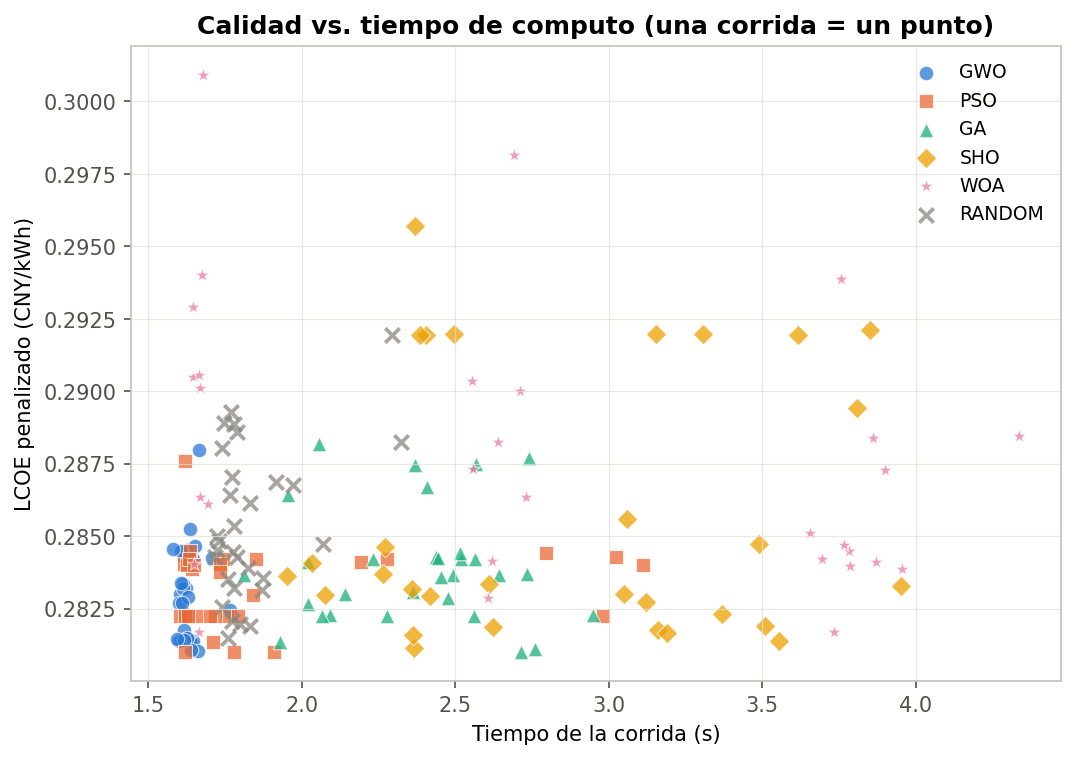 Calidad vs. tiempo de computo (una corrida = un punto)
LCOE penalizado (CNY/kWh)
0.3000
0.2975
0.2950
0.2925
0.2900
0.2875
0.2850
0.2825
GWO
PSO
GA
SHO
WOA
RANDOM
1.5 2.0 2.5 3.0 3.5 4.0
Tiempo de la corrida (s)